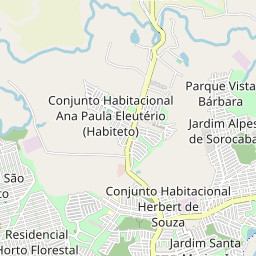 Parque Vista
Bárbara
Conjunto Habitacional
Ana Paula Eleutério
(Habiteto)
Jardim Alpes
de Sorocaba
São
to
Conjunto Habitacional
Herbert de
Souza
Residencial
Horto Florestal
Jardim Santa